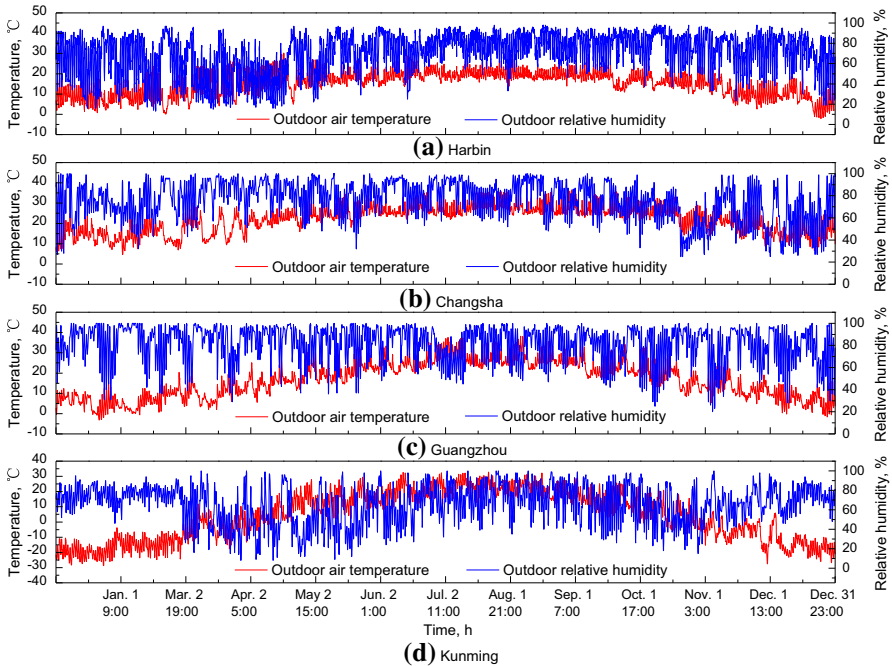 50
40
30
20
10
0
-10
Temperature, ℃
100
80
60
40
20
0
Relative humidity, %
Outdoor air temperature
Outdoor relative humidity
(a) Harbin
50
40
30
20
10
0
-10
Temperature, ℃
100
80
60
40
20
0
Relative humidity, %
Outdoor air temperature
Outdoor relative humidity
(b) Changsha
50
40
30
20
10
0
-10
Temperature, ℃
100
80
60
40
20
0
Relative humidity, %
Outdoor air temperature
Outdoor relative humidity
(c) Guangzhou
40
30
20
10
0
-10
-20
-30
-40
Temperature, ℃
100
80
60
40
20
0
Relative humidity, %
Outdoor air temperature
Outdoor relative humidity
Jan. 1 Mar. 2 Apr. 2 May 2 Jun. 2 Jul. 2 Aug. 1 Sep. 1 Oct. 1 Nov. 1 Dec. 1 Dec. 31
9:00 19:00 5:00 15:00 1:00 11:00 21:00 7:00 17:00 3:00 13:00 23:00
Time, h
(d) Kunming